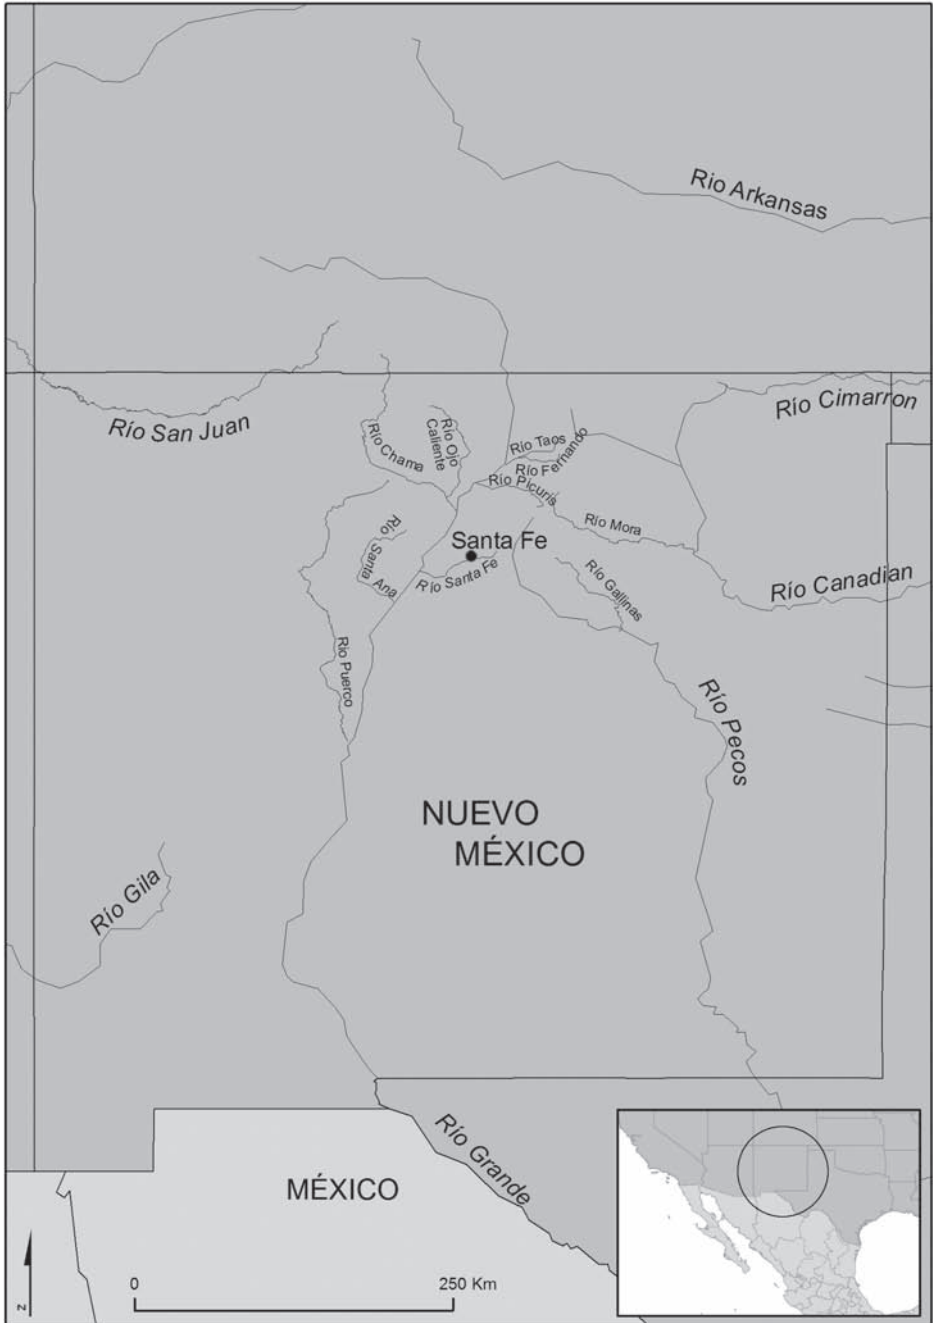 Rio Arkansas
Río Cimarron
Río San Juan
Río Chama
Río Ojo
Caliente
Río Taos
Río Fernando
Río Picuris
Río Mora
Río Santa Ana
Santa Fe
Río Santa Fe
Río Gallinas
Río Canadian
Río Puerco
Río Pecos
NUEVO
MÉXICO
Río Gila
Río Grande
MÉXICO
0 250 Km
N